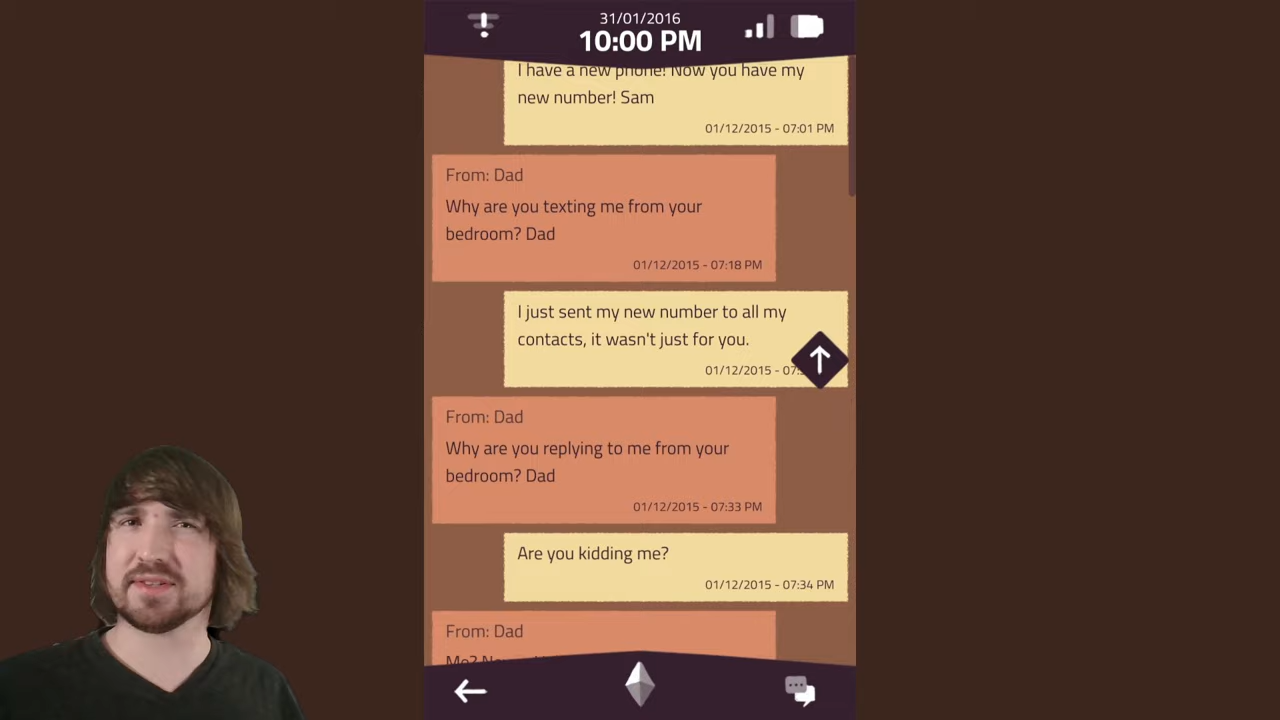 31/01/2016
10:00 PM
I have a new phone! Now you have my
new number! Sam
01/12/2015 - 07:01 PM
From: Dad
Why are you texting me from your
bedroom? Dad
01/12/2015 - 07:18 PM
I just sent my new number to all my
contacts, it wasn't just for you.
01/12/2015 - 07:
From: Dad
Why are you replying to me from your
bedroom? Dad
01/12/2015 - 07:33 PM
Are you kidding me?
01/12/2015 - 07:34 PM
From: Dad
Me?